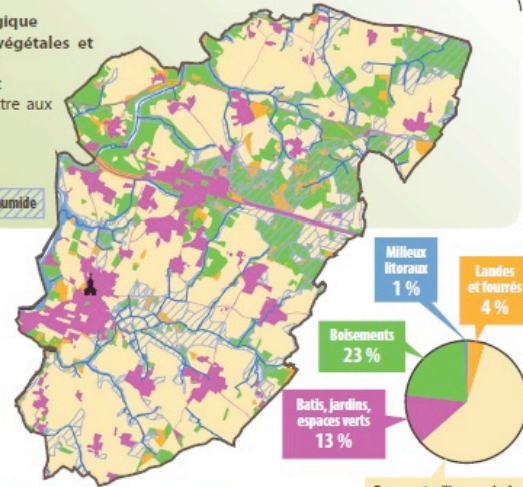 gique
végétales et
tre aux
umide
Milieux
litoraux
1 %
Landes
et fourrés
4 %
Boisements
23 %
Batis, jardins,
espaces verts
13 %